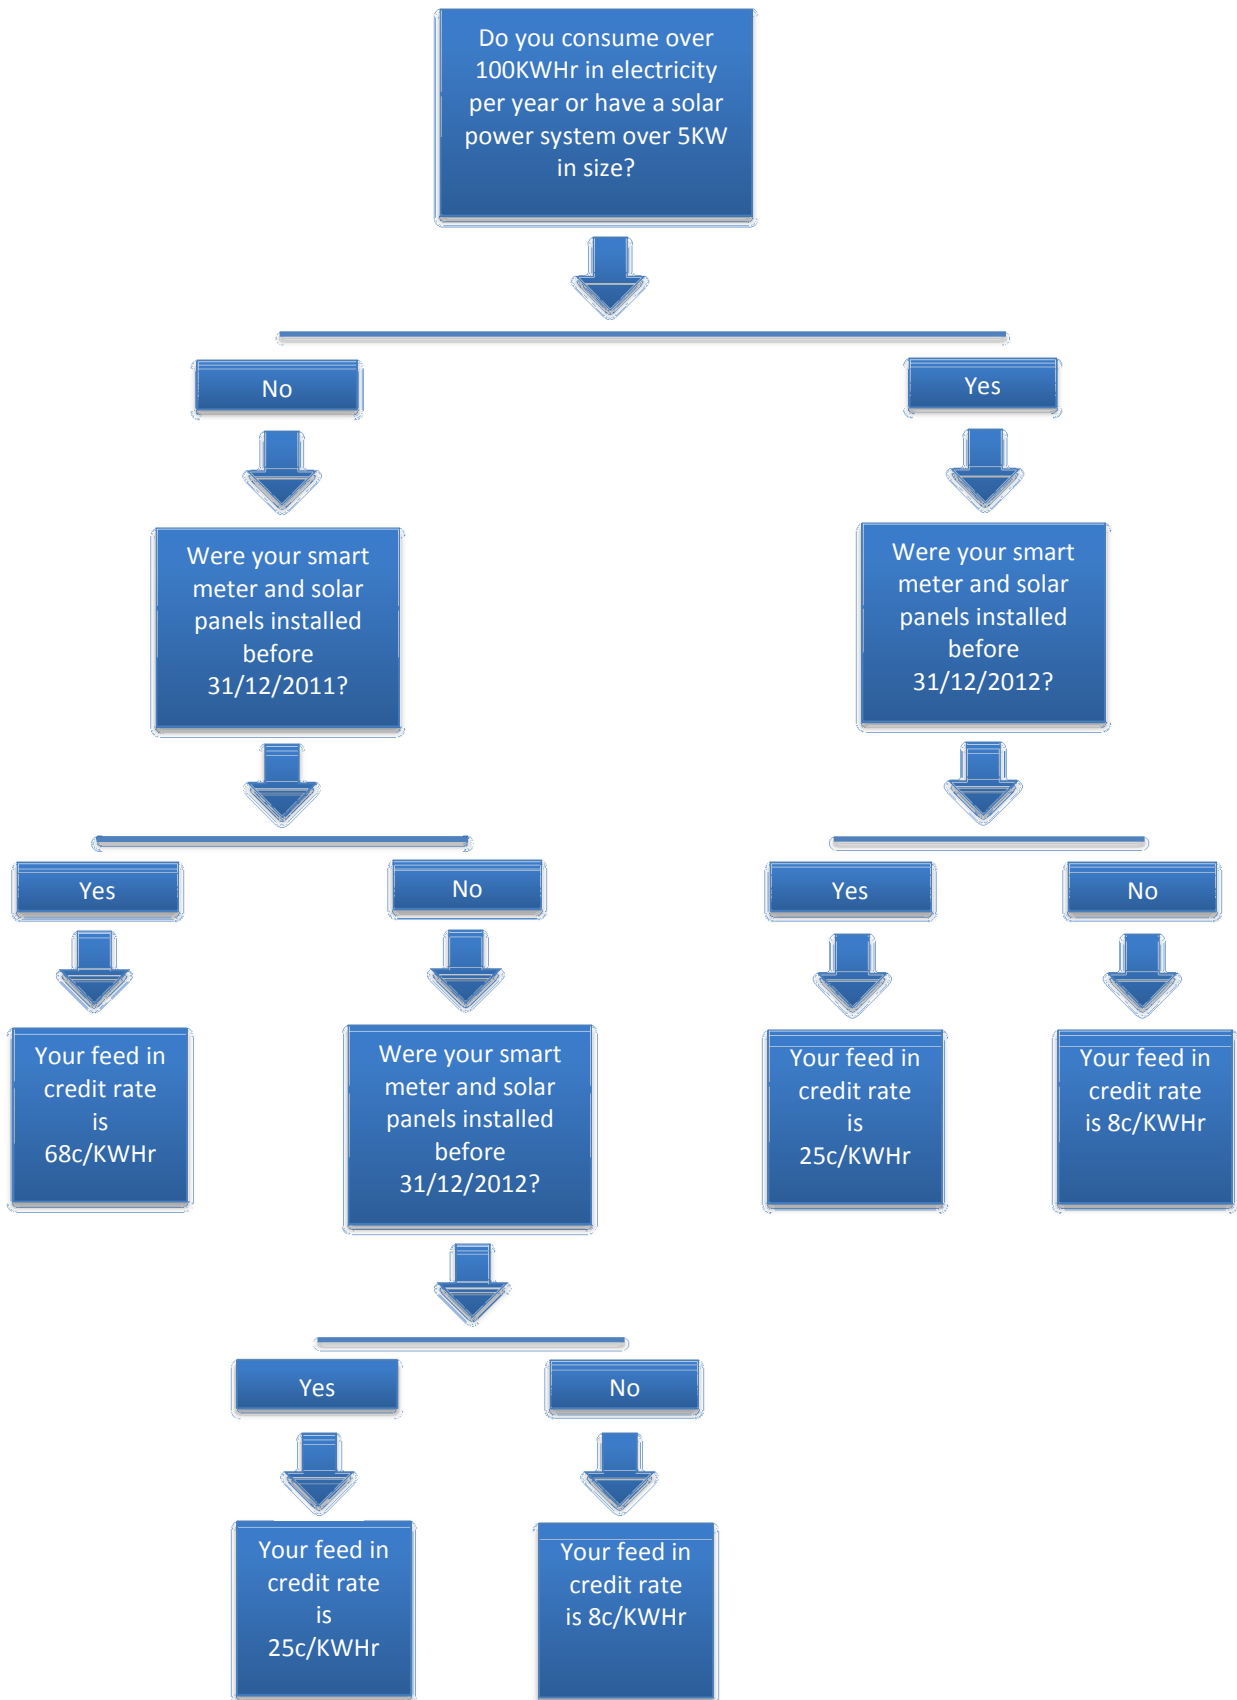 Do you consume over
100KWHr in electricity
per year or have a solar
power system over 5KW
in size?
No
Yes
Were your smart
meter and solar
panels installed
before
31/12/2011?
Were your smart
meter and solar
panels installed
before
31/12/2012?
Yes
No
Yes
No
Your feed in
credit rate
is
68c/KWHr
Were your smart
meter and solar
panels installed
before
31/12/2012?
Your feed in
credit rate
is
25c/KWHr
Your feed in
credit rate
is 8c/KWHr
Yes
No
Your feed in
credit rate
is
25c/KWHr
Your feed in
credit rate
is 8c/KWHr